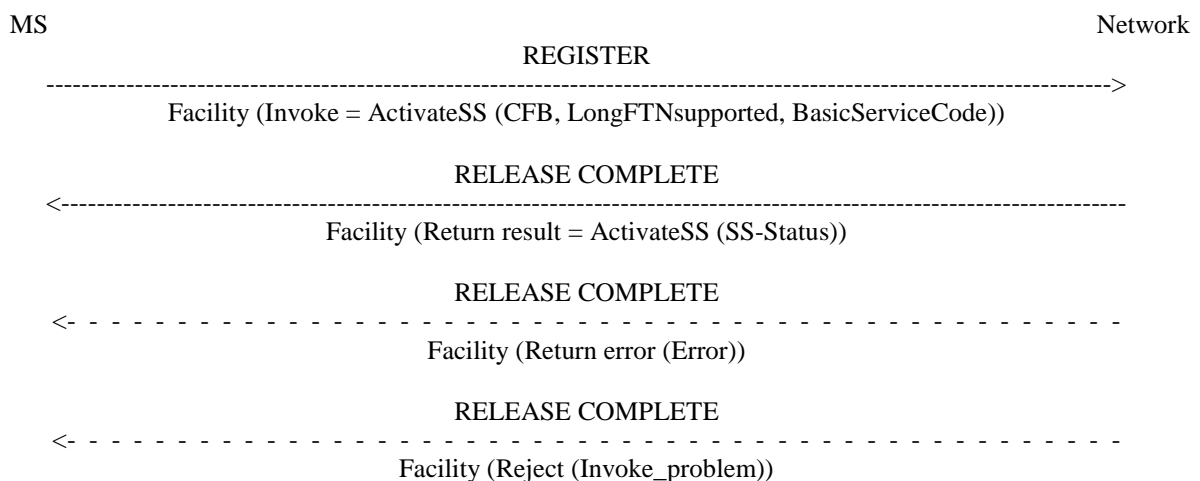 MS Network
REGISTER
------------------------------------------------------------------------------------------------------------------------>
Facility (Invoke = ActivateSS (CFB, LongFTNsupported, BasicServiceCode))
RELEASE COMPLETE
<------------------------------------------------------------------------------------------------------------------------
Facility (Return result = ActivateSS (SS-Status))
RELEASE COMPLETE
<- - - - - - - - - - - - - - - - - - - - - - - - - - - - - - - - - - - - - - - - - - - - - - - -
Facility (Return error (Error))
RELEASE COMPLETE
<- - - - - - - - - - - - - - - - - - - - - - - - - - - - - - - - - - - - - - - - - - - - - - - -
Facility (Reject (Invoke_problem))